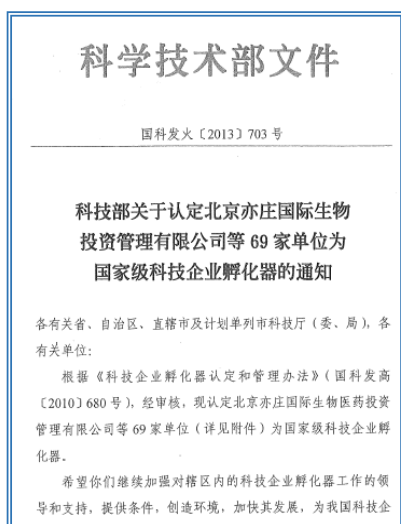 科学技术部文件
国科发火〔2013〕703 号
科技部关于认定北京亦庄国际生物
投资管理有限公司等 69 家单位为
国家级科技企业孵化器的通知
各有关省、自治区、直辖市及计划单列市科技厅（委、局），各
有关单位：
根据《科技企业孵化器认定和管理办法》（国科发高
〔2010〕680 号），经审核，现认定北京亦庄国际生物医药投资
管理有限公司等 69 家单位（详见附件）为国家级科技企业孵
化器。
希望你们继续加强对辖区内的科技企业孵化器工作的领
导和支持，提供条件，创造环境，加快其发展，为我国科技企